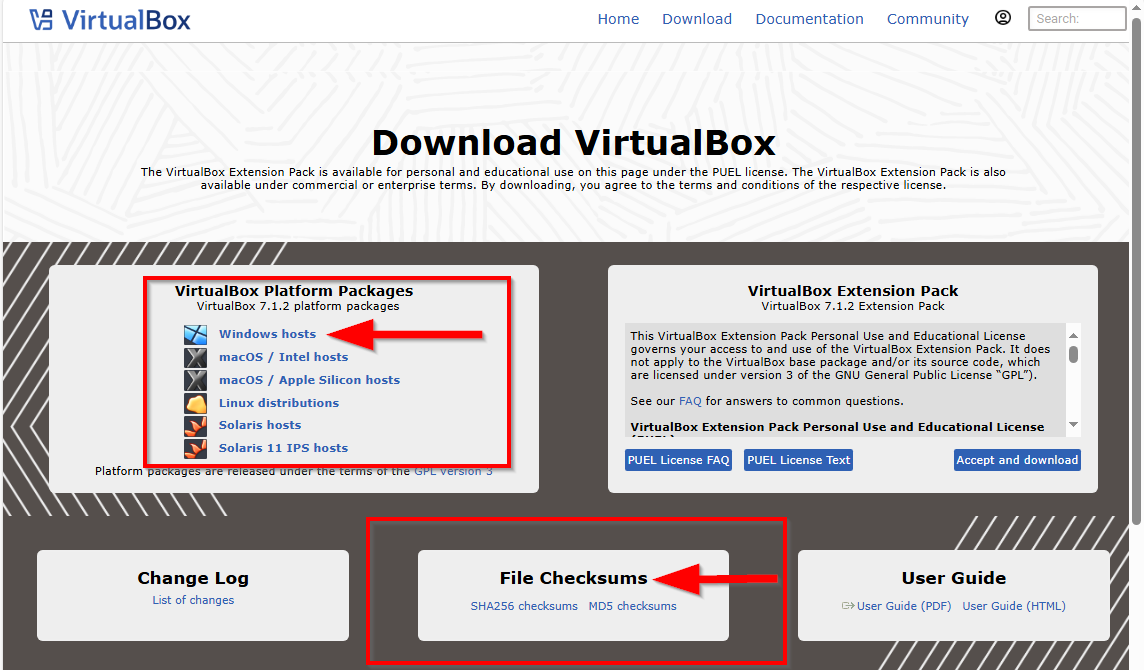 VirtualBox
Home Download Documentation Community Search:
Download VirtualBox
The VirtualBox Extension Pack is available for personal and educational use on this page under the PUEL license. The VirtualBox Extension Pack is also
available under commercial or enterprise terms. By downloading, you agree to the terms and conditions of the respective license.
VirtualBox Platform Packages
VirtualBox 7.1.2 platform packages
Windows hosts
macOS / Intel hosts
macOS / Apple Silicon hosts
Linux distributions
Solaris hosts
Solaris 11 IPS hosts
Platform packages are released under the terms of the GPL version 3
VirtualBox Extension Pack
VirtualBox 7.1.2 Extension Pack
This VirtualBox Extension Pack Personal Use and Educational License
governs your access to and use of the VirtualBox Extension Pack. It does
not apply to the VirtualBox base package and/or its source code, which
are licensed under version 3 of the GNU General Public License “GPL”).
See our FAQ for answers to common questions.
VirtualBox Extension Pack Personal Use and Educational License
PUEL License FAQ PUEL License Text Accept and download
Change Log
List of changes
File Checksums
SHA256 checksums MD5 checksums
User Guide
User Guide (PDF) User Guide (HTML)